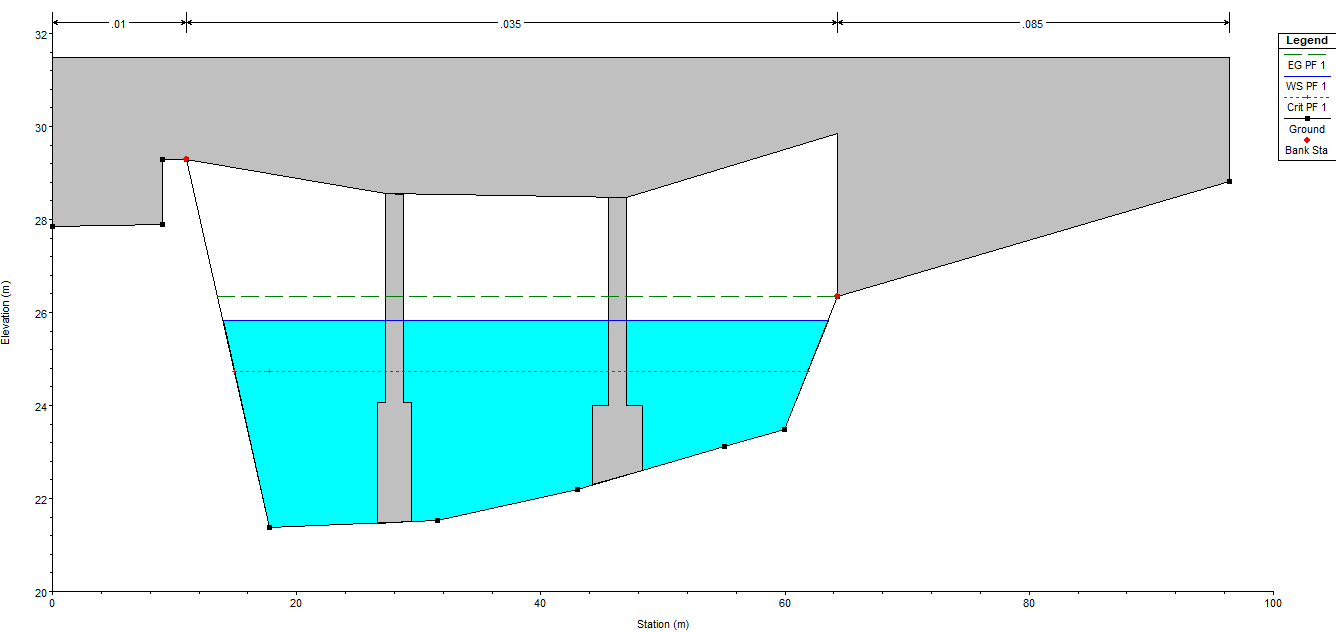 .01 .035 .085
32
30
28
26
24
22
20
Elevation (m)
0 20 40 60 80 100
Station (m)
Legend
EG PF 1
WS PF 1
Crit PF 1
Ground
Bank Sta